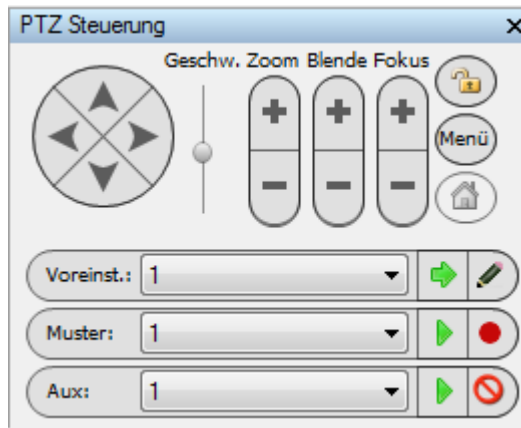 PTZ Steuerung
Geschw. Zoom Blende Fokus
Menü
Voreinst.: 1
Muster: 1
Aux: 1